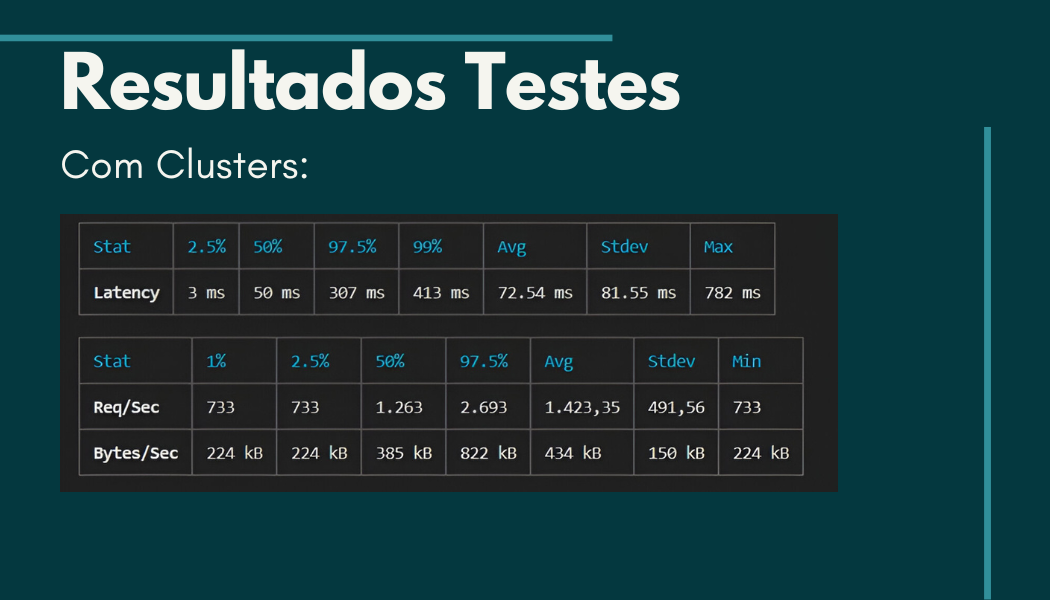 Resultados Testes
Com Clusters:
Stat 2.5% 50% 97.5% 99% Avg Stdev Max
Latency 3 ms 50 ms 307 ms 413 ms 72.54 ms 81.55 ms 782 ms
Stat 1% 2.5% 50% 97.5% Avg Stdev Min
Req/Sec 733 733 1.263 2.693 1.423,35 491,56 733
Bytes/Sec 224 kB 224 kB 385 kB 822 kB 434 kB 150 kB 224 kB